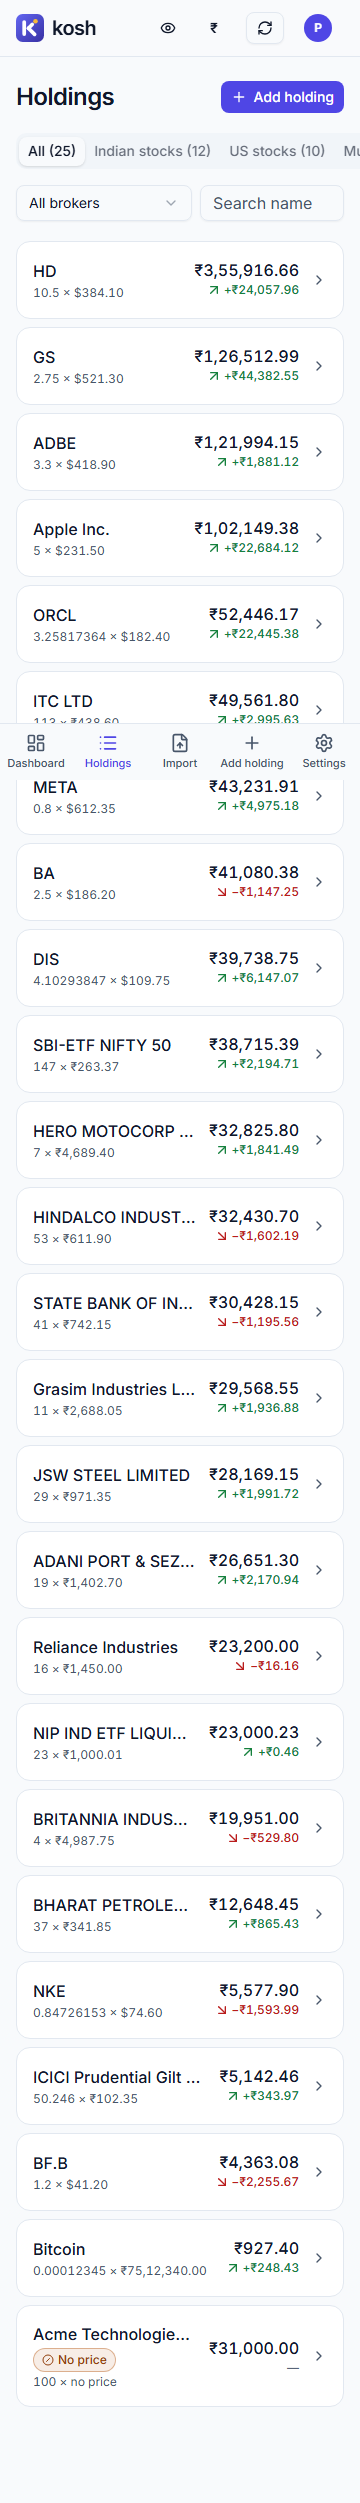 kosh
₹
P
Holdings
+ Add holding
All (25) Indian stocks (12) US stocks (10) Mu
All brokers
Search name
HD ₹3,55,916.66
10.5 × $384.10 +₹24,057.96
GS ₹1,26,512.99
2.75 × $521.30 +₹44,382.55
ADBE ₹1,21,994.15
3.3 × $418.90 +₹1,881.12
Apple Inc. ₹1,02,149.38
5 × $231.50 +₹22,684.12
ORCL ₹52,446.17
3.25817364 × $182.40 +₹22,445.38
ITC LTD ₹49,561.80
113 × ₹438.60 +₹2,995.63
Dashboard Holdings Import Add holding Settings
META ₹43,231.91
0.8 × $612.35 +₹4,975.18
BA ₹41,080.38
2.5 × $186.20 −₹1,147.25
DIS ₹39,738.75
4.10293847 × $109.75 +₹6,147.07
SBI-ETF NIFTY 50 ₹38,715.39
147 × ₹263.37 +₹2,194.71
HERO MOTOCORP ... ₹32,825.80
7 × ₹4,689.40 +₹1,841.49
HINDALCO INDUST... ₹32,430.70
53 × ₹611.90 −₹1,602.19
STATE BANK OF IN... ₹30,428.15
41 × ₹742.15 −₹1,195.56
Grasim Industries L... ₹29,568.55
11 × ₹2,688.05 +₹1,936.88
JSW STEEL LIMITED ₹28,169.15
29 × ₹971.35 +₹1,991.72
ADANI PORT & SEZ... ₹26,651.30
19 × ₹1,402.70 +₹2,170.94
Reliance Industries ₹23,200.00
16 × ₹1,450.00 −₹16.16
NIP IND ETF LIQUI... ₹23,000.23
23 × ₹1,000.01 +₹0.46
BRITANNIA INDUS... ₹19,951.00
4 × ₹4,987.75 −₹529.80
BHARAT PETROLE... ₹12,648.45
37 × ₹341.85 +₹865.43
NKE ₹5,577.90
0.84726153 × $74.60 −₹1,593.99
ICICI Prudential Gilt ... ₹5,142.46
50.246 × ₹102.35 +₹343.97
BF.B ₹4,363.08
1.2 × $41.20 −₹2,255.67
Bitcoin ₹927.40
0.00012345 × ₹75,12,340.00 +₹248.43
Acme Technologie... ₹31,000.00
No price —
100 × no price